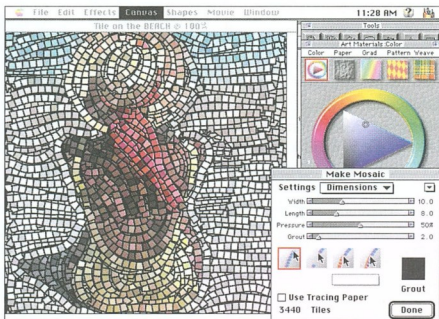 File Edit Effects Canvas Shapes Mouse Window 11:20 AM
Tile on the BEACH @ 100%
Tools
Art Materials:Color
Color Paper Grad Pattern Weave
Make Mosaic
Settings Dimensions
Width 10.0
Length 8.0
Pressure 50%
Grout 2.0
Grout
Use Tracing Paper
3440 Tiles Done